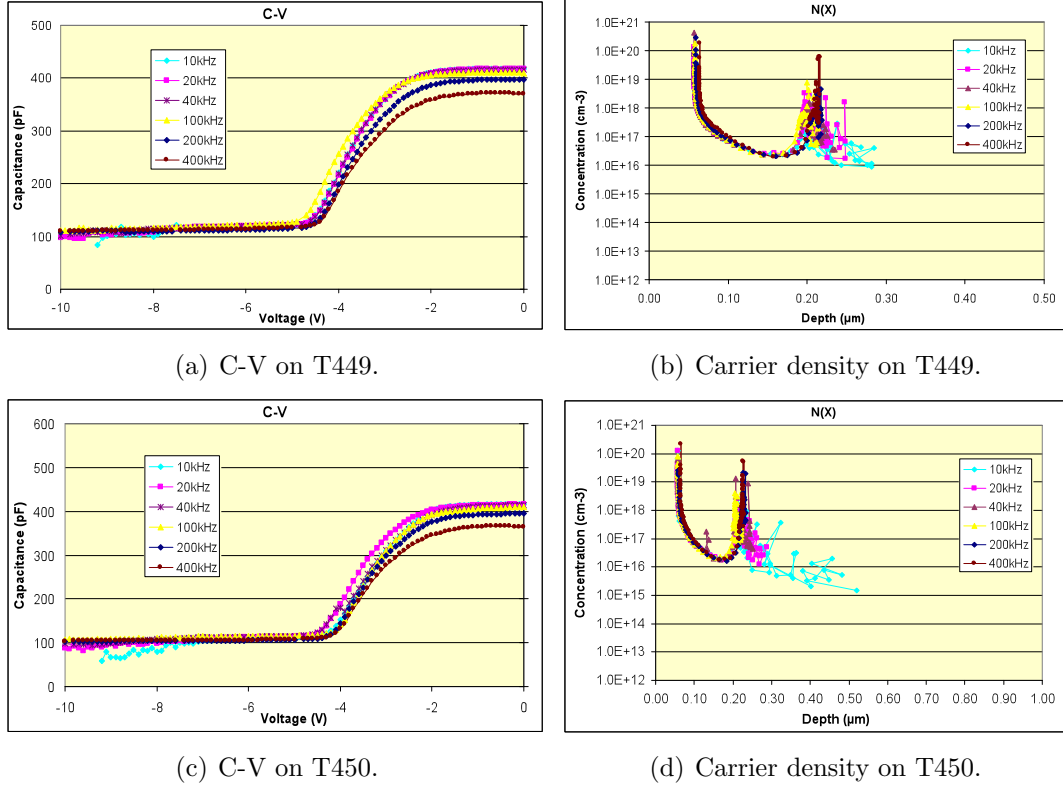 C-V
Capacitance (pF)
500
400
300
200
100
0
10kHz
20kHz
40kHz
100kHz
200kHz
400kHz
-10 -8 -6 -4 -2 0
Voltage (V)
(a) C-V on T449.
N(X)
Concentration (cm-3)
1.0E+21
1.0E+20
1.0E+19
1.0E+18
1.0E+17
1.0E+16
1.0E+15
1.0E+14
1.0E+13
1.0E+12
10kHz
20kHz
40kHz
100kHz
200kHz
400kHz
0.00 0.10 0.20 0.30 0.40 0.50
Depth (µm)
(b) Carrier density on T449.
C-V
Capacitance (pF)
600
500
400
300
200
100
0
10kHz
20kHz
40kHz
100kHz
200kHz
400kHz
-10 -8 -6 -4 -2 0
Voltage (V)
(c) C-V on T450.
N(X)
Concentration (cm-3)
1.0E+21
1.0E+20
1.0E+19
1.0E+18
1.0E+17
1.0E+16
1.0E+15
1.0E+14
1.0E+13
1.0E+12
10kHz
20kHz
40kHz
100kHz
200kHz
400kHz
0.00 0.10 0.20 0.30 0.40 0.50 0.60 0.70 0.80 0.90 1.00
Depth (µm)
(d) Carrier density on T450.